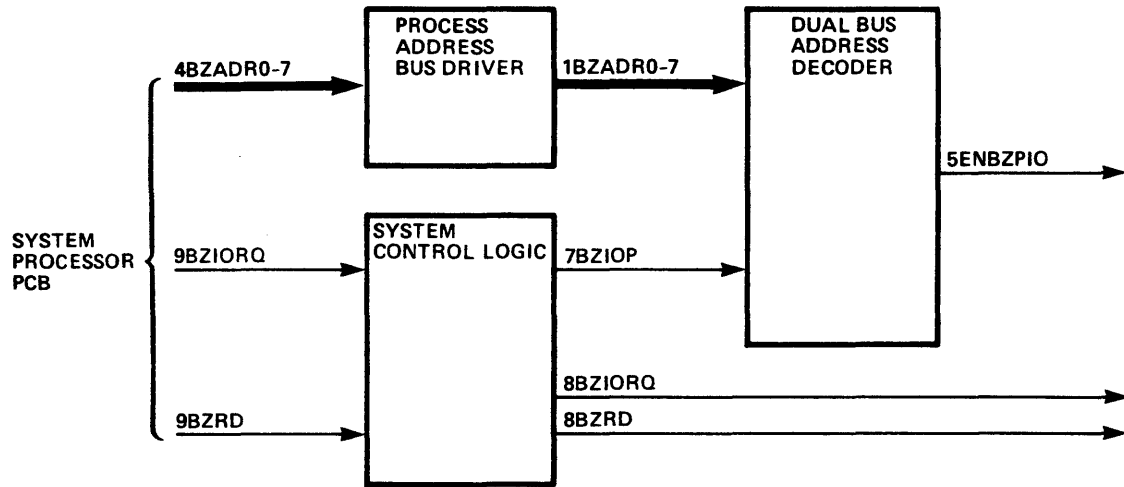 PROCESS
ADDRESS
BUS DRIVER
DUAL BUS
ADDRESS
DECODER
4BZADR0-7
1BZADR0-7
5ENBZPIO
SYSTEM
PROCESSOR
PCB
SYSTEM
CONTROL LOGIC
9BZIORQ
7BZIOP
8BZIORQ
9BZRD
8BZRD